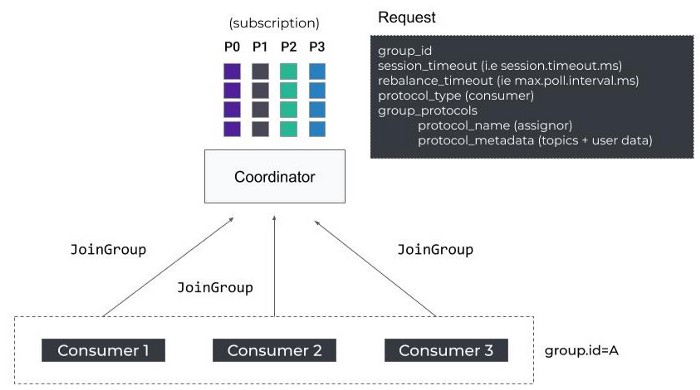 (subscription)
P0 P1 P2 P3
Request
group_id
session_timeout (i.e session.timeout.ms)
rebalance_timeout (ie max.poll.interval.ms)
protocol_type (consumer)
group_protocols
protocol_name (assignor)
protocol_metadata (topics + user data)
Coordinator
JoinGroup
JoinGroup
JoinGroup
Consumer 1
Consumer 2
Consumer 3
group.id=A